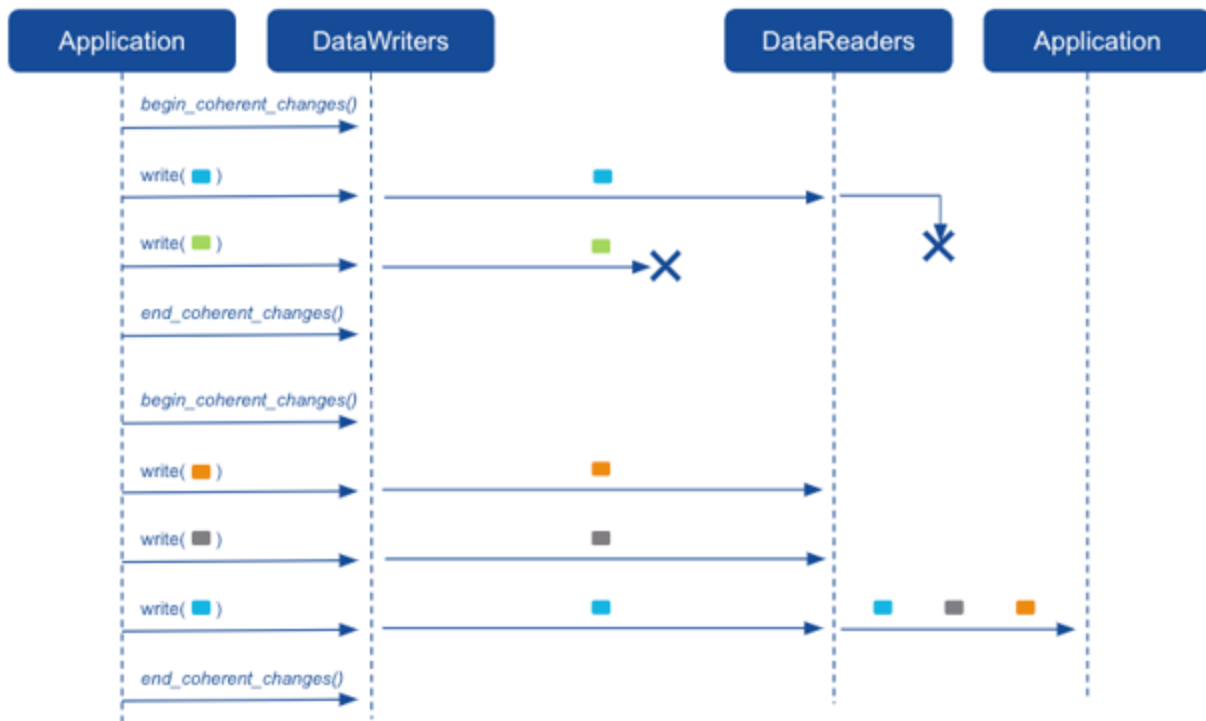 Application
DataWriters
DataReaders
Application
begin_coherent_changes()
write( )
write( )
end_coherent_changes()
begin_coherent_changes()
write( )
write( )
write( )
end_coherent_changes()